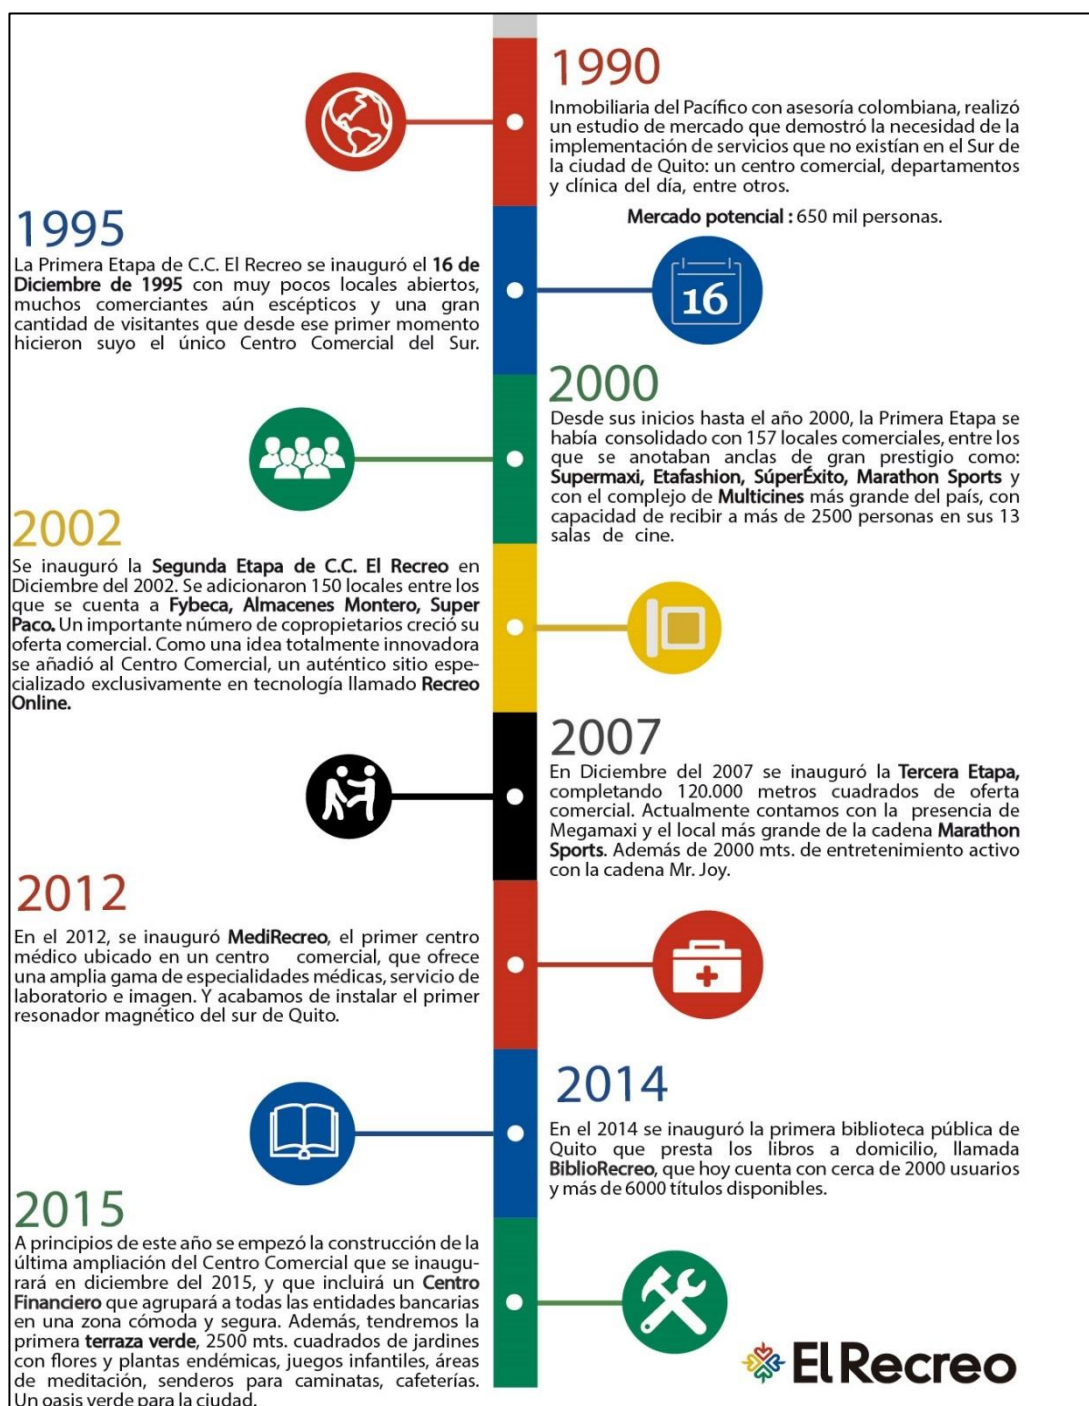 1990
Inmobiliaria del Pacífico con asesoría colombiana, realizó
un estudio de mercado que demostró la necesidad de la
implementación de servicios que no existían en el Sur de
la ciudad de Quito: un centro comercial, departamentos
y clínica del día, entre otros.
Mercado potencial : 650 mil personas.
1995
La Primera Etapa de C.C. El Recreo se inauguró el 16 de
Diciembre de 1995 con muy pocos locales abiertos,
muchos comerciantes aún escépticos y una gran
cantidad de visitantes que desde ese primer momento
hicieron suyo el único Centro Comercial del Sur.
16
2000
Desde sus inicios hasta el año 2000, la Primera Etapa se
había consolidado con 157 locales comerciales, entre los
que se anotaban anclas de gran prestigio como:
Supermaxi, Etafashion, SúperÉxito, Marathon Sports y
con el complejo de Multicines más grande del país, con
capacidad de recibir a más de 2500 personas en sus 13
salas de cine.
2002
Se inauguró la Segunda Etapa de C.C. El Recreo en
Diciembre del 2002. Se adicionaron 150 locales entre los
que se cuenta a Fybeca, Almacenes Montero, Super
Paco. Un importante número de copropietarios creció su
oferta comercial. Como una idea totalmente innovadora
se añadió al Centro Comercial, un auténtico sitio espe-
cializado exclusivamente en tecnología llamado Recreo
Online.
2007
En Diciembre del 2007 se inauguró la Tercera Etapa,
completando 120.000 metros cuadrados de oferta
comercial. Actualmente contamos con la presencia de
Megamaxi y el local más grande de la cadena Marathon
Sports. Además de 2000 mts. de entretenimiento activo
con la cadena Mr. Joy.
2012
En el 2012, se inauguró MediRecreo, el primer centro
médico ubicado en un centro comercial, que ofrece
una amplia gama de especialidades médicas, servicio de
laboratorio e imagen. Y acabamos de instalar el primer
resonador magnético del sur de Quito.
2014
En el 2014 se inauguró la primera biblioteca pública de
Quito que presta los libros a domicilio, llamada
BiblioRecreo, que hoy cuenta con cerca de 2000 usuarios
y más de 6000 títulos disponibles.
2015
A principios de este año se empezó la construcción de la
última ampliación del Centro Comercial que se inaugu-
rará en diciembre del 2015, y que incluirá un Centro
Financiero que agrupará a todas las entidades bancarias
en una zona cómoda y segura. Además, tendremos la
primera terraza verde, 2500 mts. cuadrados de jardines
con flores y plantas endémicas, juegos infantiles, áreas
de meditación, senderos para caminatas, cafeterías.
Un oasis verde para la ciudad.
El Recreo